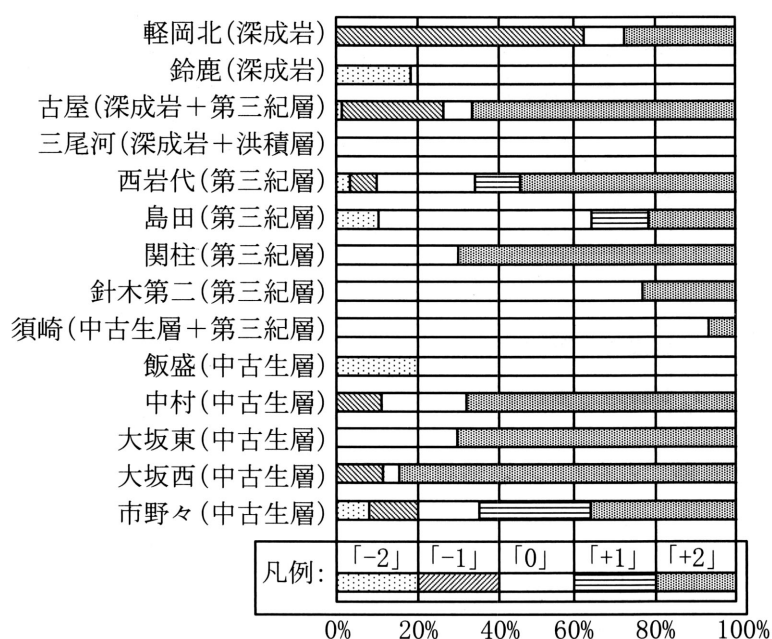 軽岡北(深成岩)
鈴鹿(深成岩)
古屋(深成岩+第三紀層)
三尾河(深成岩+洪積層)
西岩代(第三紀層)
島田(第三紀層)
関柱(第三紀層)
針木第二(第三紀層)
須崎(中古生層+第三紀層)
飯盛(中古生層)
中村(中古生層)
大坂東(中古生層)
大坂西(中古生層)
市野々(中古生層)
凡例: 「-2」 「-1」 「0」 「+1」 「+2」
0% 20% 40% 60% 80% 100%